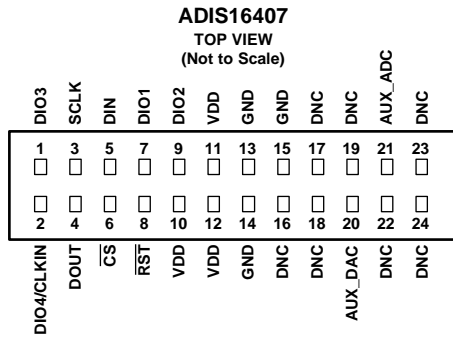 ADIS16407
TOP VIEW
(Not to Scale)
DIO3 SCLK DIN DIO1 DIO2 VDD GND GND DNC DNC AUX_ADC DNC
1 3 5 7 9 11 13 15 17 19 21 23
2 4 6 8 10 12 14 16 18 20 22 24
DIO4/CLKIN DOUT CS RST VDD VDD GND DNC DNC AUX_DAC DNC DNC